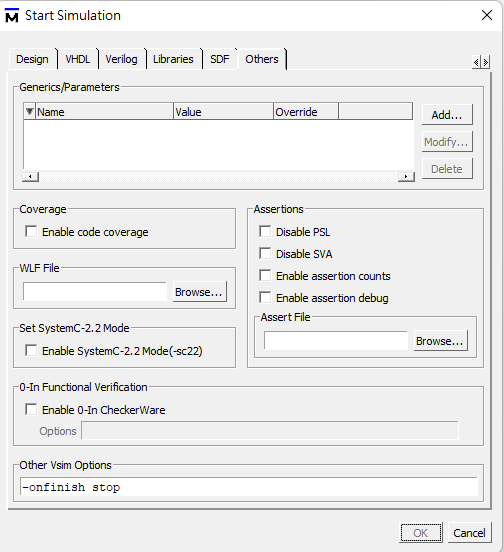 Start Simulation
Design VHDL Verilog Libraries SDF Others
Generics/Parameters
Name Value Override
Add...
Modify...
Delete
Coverage
Enable code coverage
WLF File
Browse...
Set SystemC-2.2 Mode
Enable SystemC-2.2 Mode(-sc22)
Assertions
Disable PSL
Disable SVA
Enable assertion counts
Enable assertion debug
Assert File
Browse...
0-In Functional Verification
Enable 0-In CheckerWare
Options
Other Vsim Options
-onfinish stop
OK Cancel